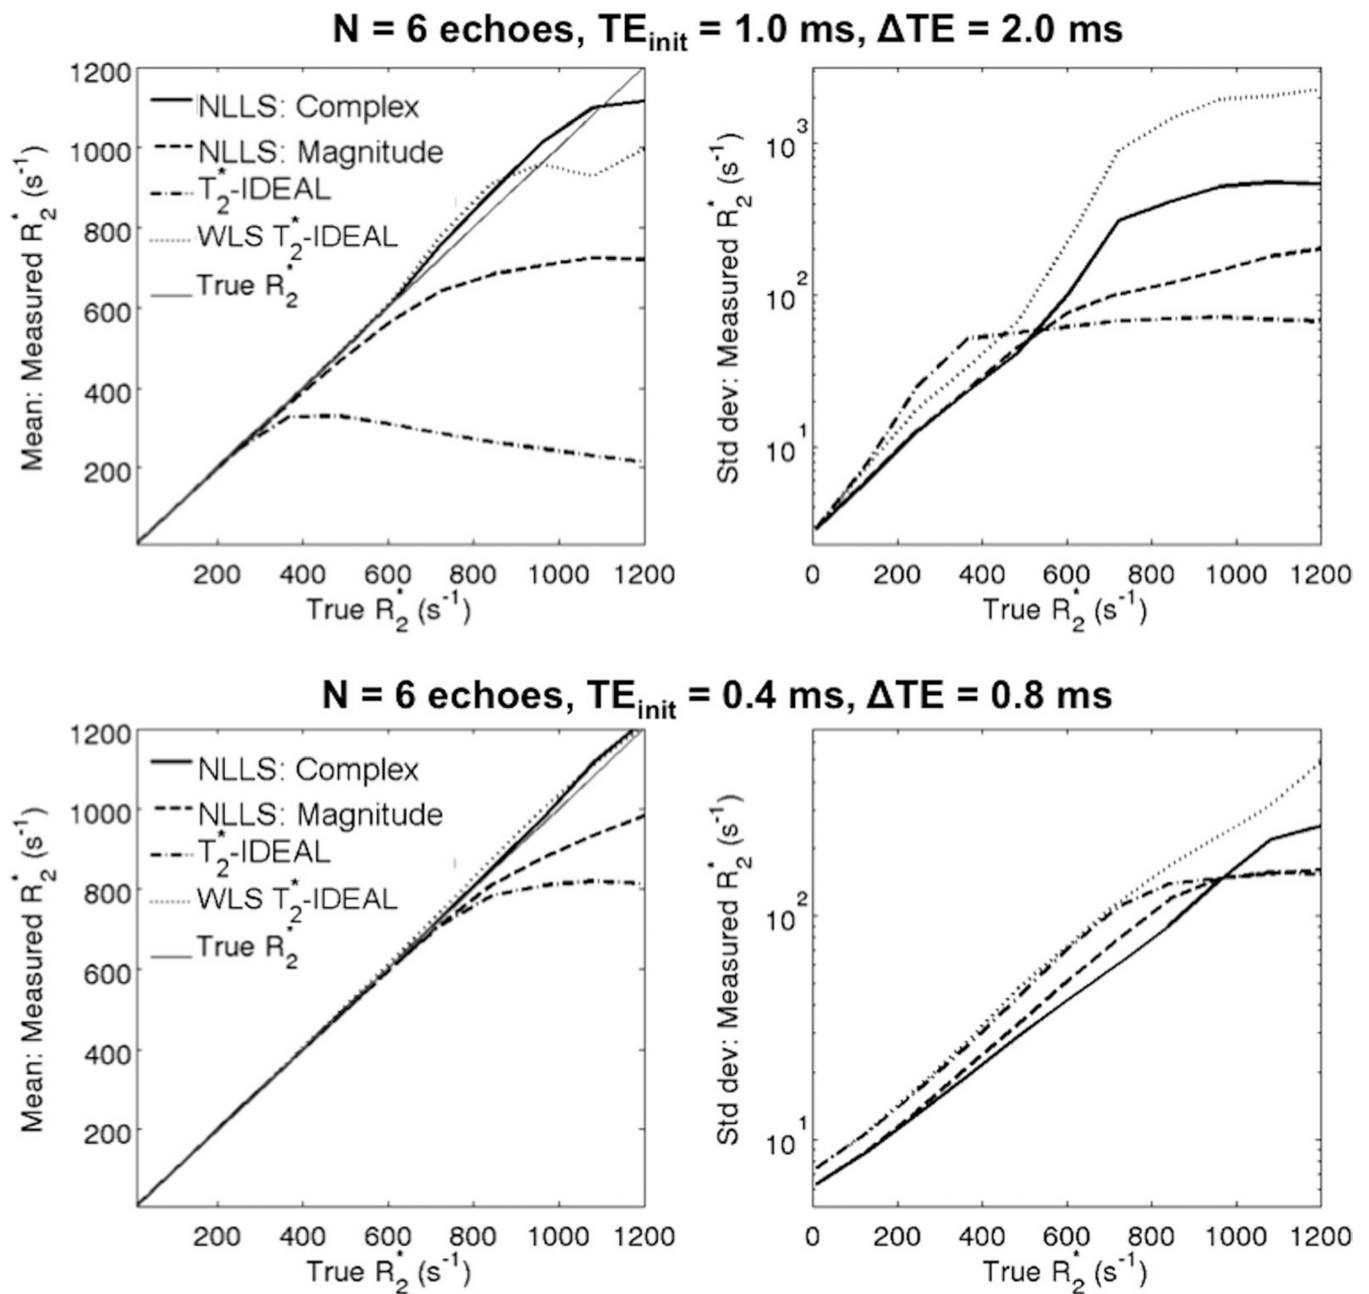 N = 6 echoes, TEinit = 1.0 ms, ΔTE = 2.0 ms
Mean: Measured R2* (s-1)
1200
1000
800
600
400
200
NLLS: Complex
NLLS: Magnitude
T2*-IDEAL
WLS T2*-IDEAL
True R2*
200 400 600 800 1000 1200
True R2* (s-1)
Std dev: Measured R2* (s-1)
10^3
10^2
10^1
0 200 400 600 800 1000 1200
True R2* (s-1)
N = 6 echoes, TEinit = 0.4 ms, ΔTE = 0.8 ms
Mean: Measured R2* (s-1)
1200
1000
800
600
400
200
NLLS: Complex
NLLS: Magnitude
T2*-IDEAL
WLS T2*-IDEAL
True R2*
200 400 600 800 1000 1200
True R2* (s-1)
Std dev: Measured R2* (s-1)
10^2
10^1
0 200 400 600 800 1000 1200
True R2* (s-1)